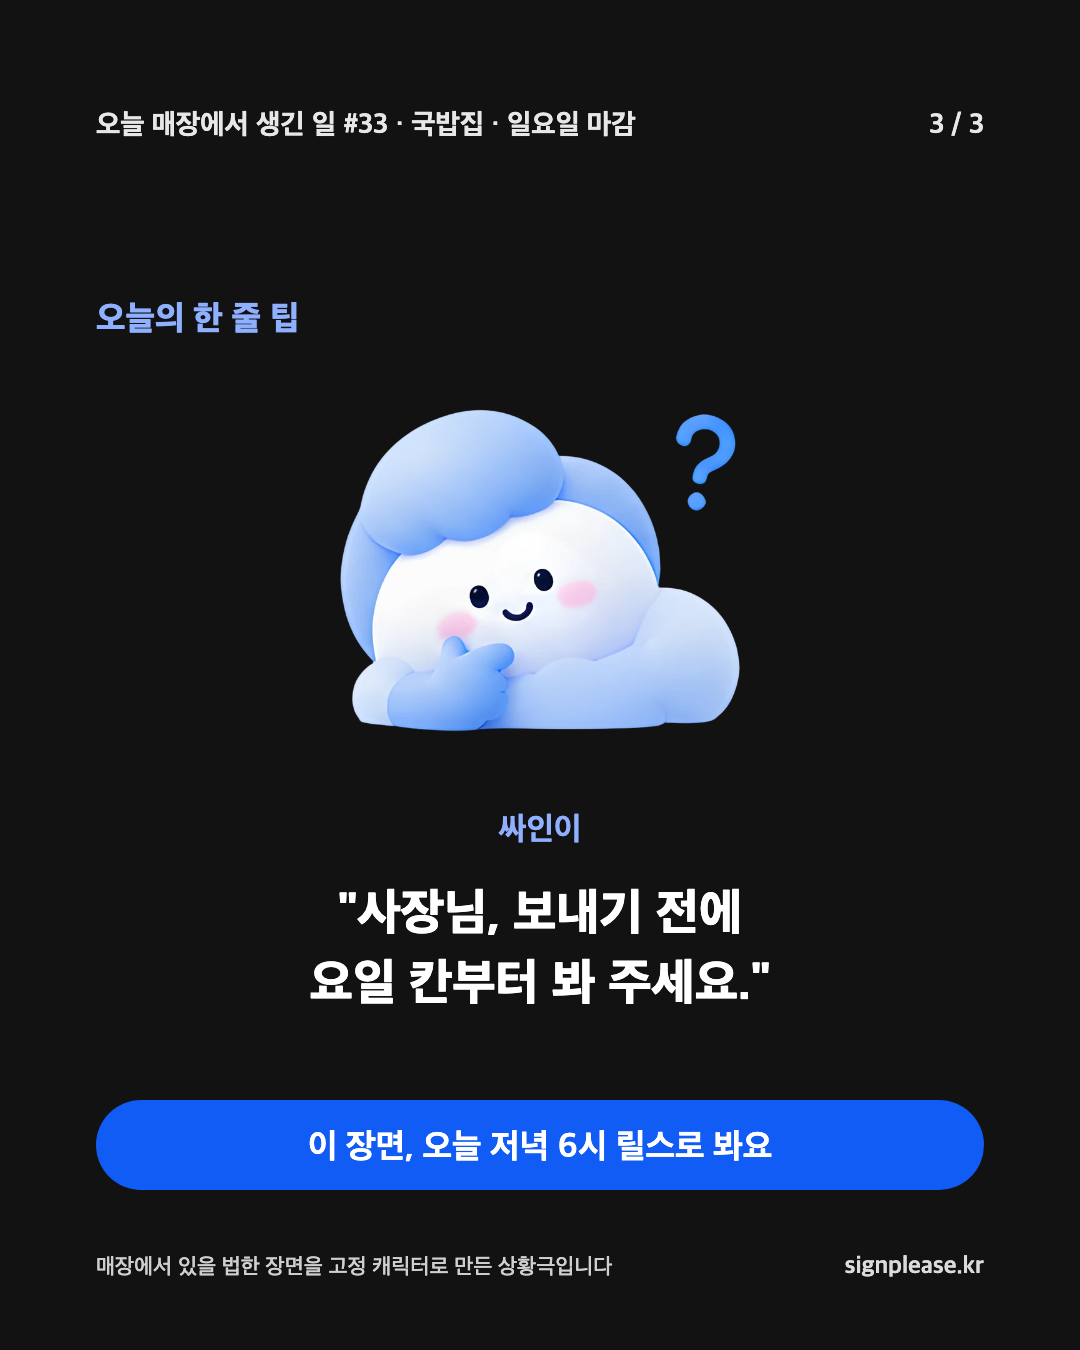 오늘 매장에서 생긴 일 #33 · 국밥집 · 일요일 마감
3 / 3
오늘의 한 줄 팁
?
싸인이
"사장님, 보내기 전에
요일 칸부터 봐 주세요."
이 장면, 오늘 저녁 6시 릴스로 봐요
매장에서 있을 법한 장면을 고정 캐릭터로 만든 상황극입니다
signplease.kr